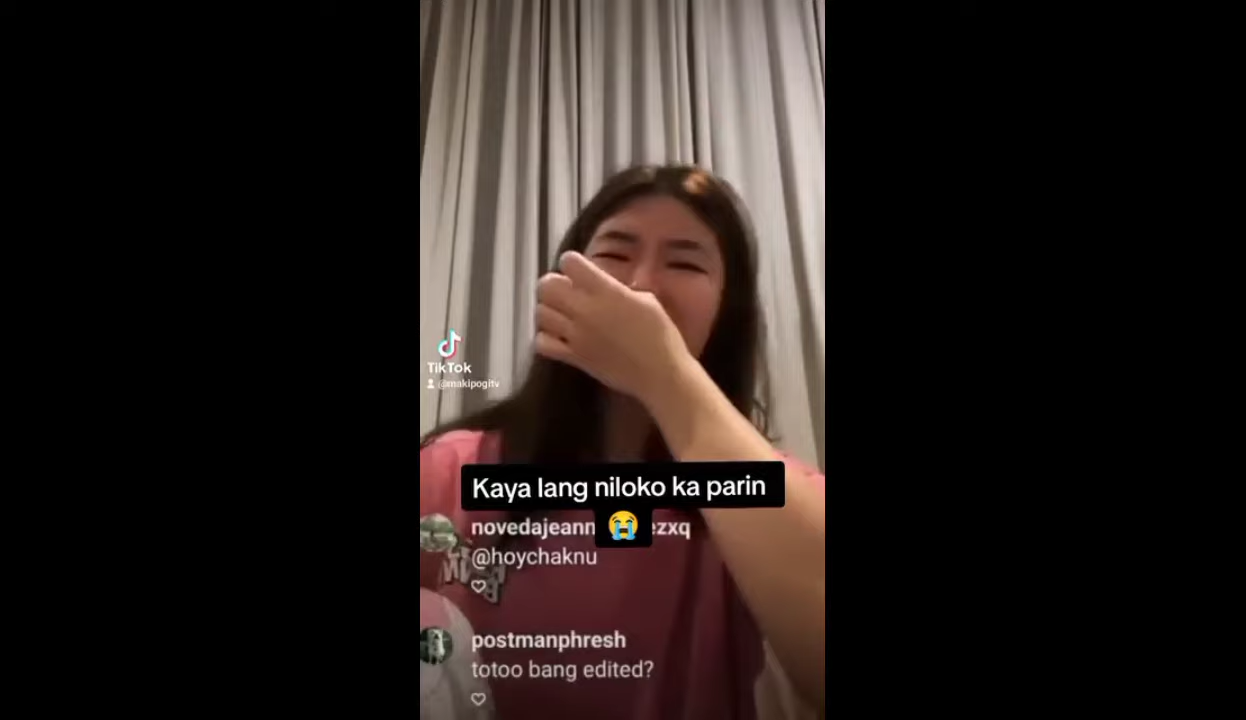 TikTok
@makipogitv
Kaya lang niloko ka parin
😭
@hoychaknu
postmanphresh
totoo bang edited?